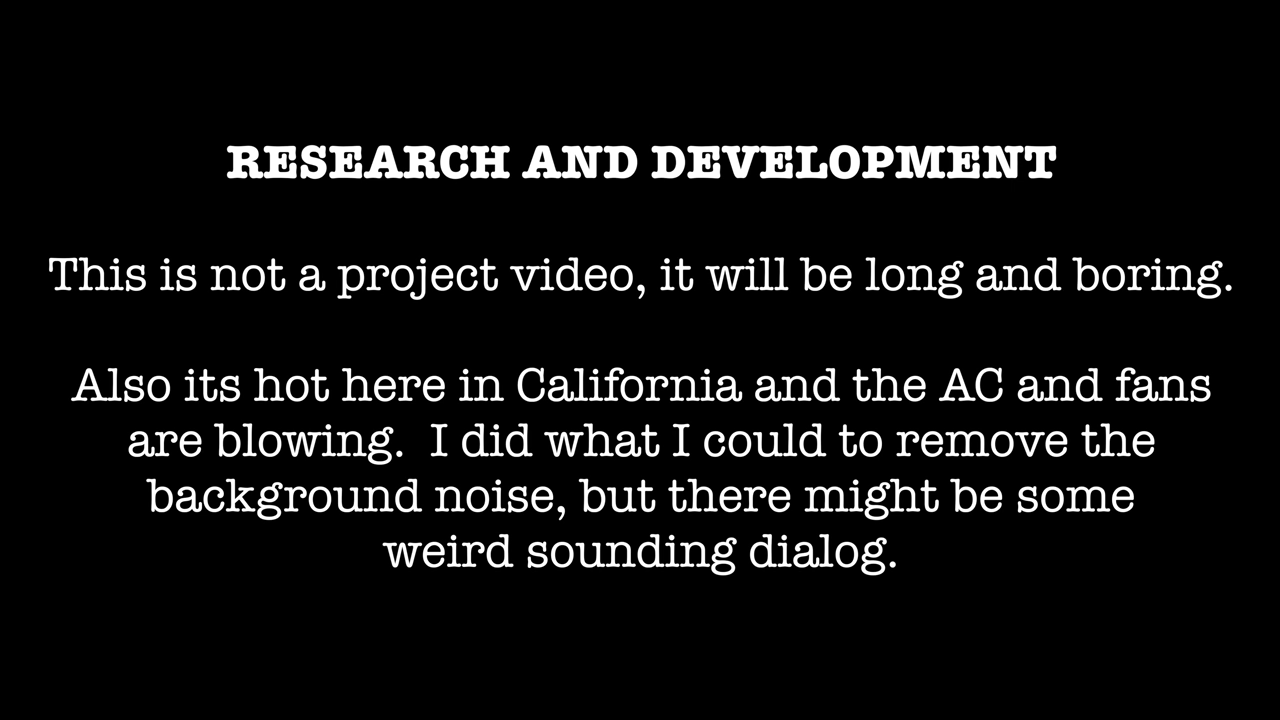 RESEARCH AND DEVELOPMENT
This is not a project video, it will be long and boring.
Also its hot here in California and the AC and fans
are blowing.  I did what I could to remove the
background noise, but there might be some
weird sounding dialog.